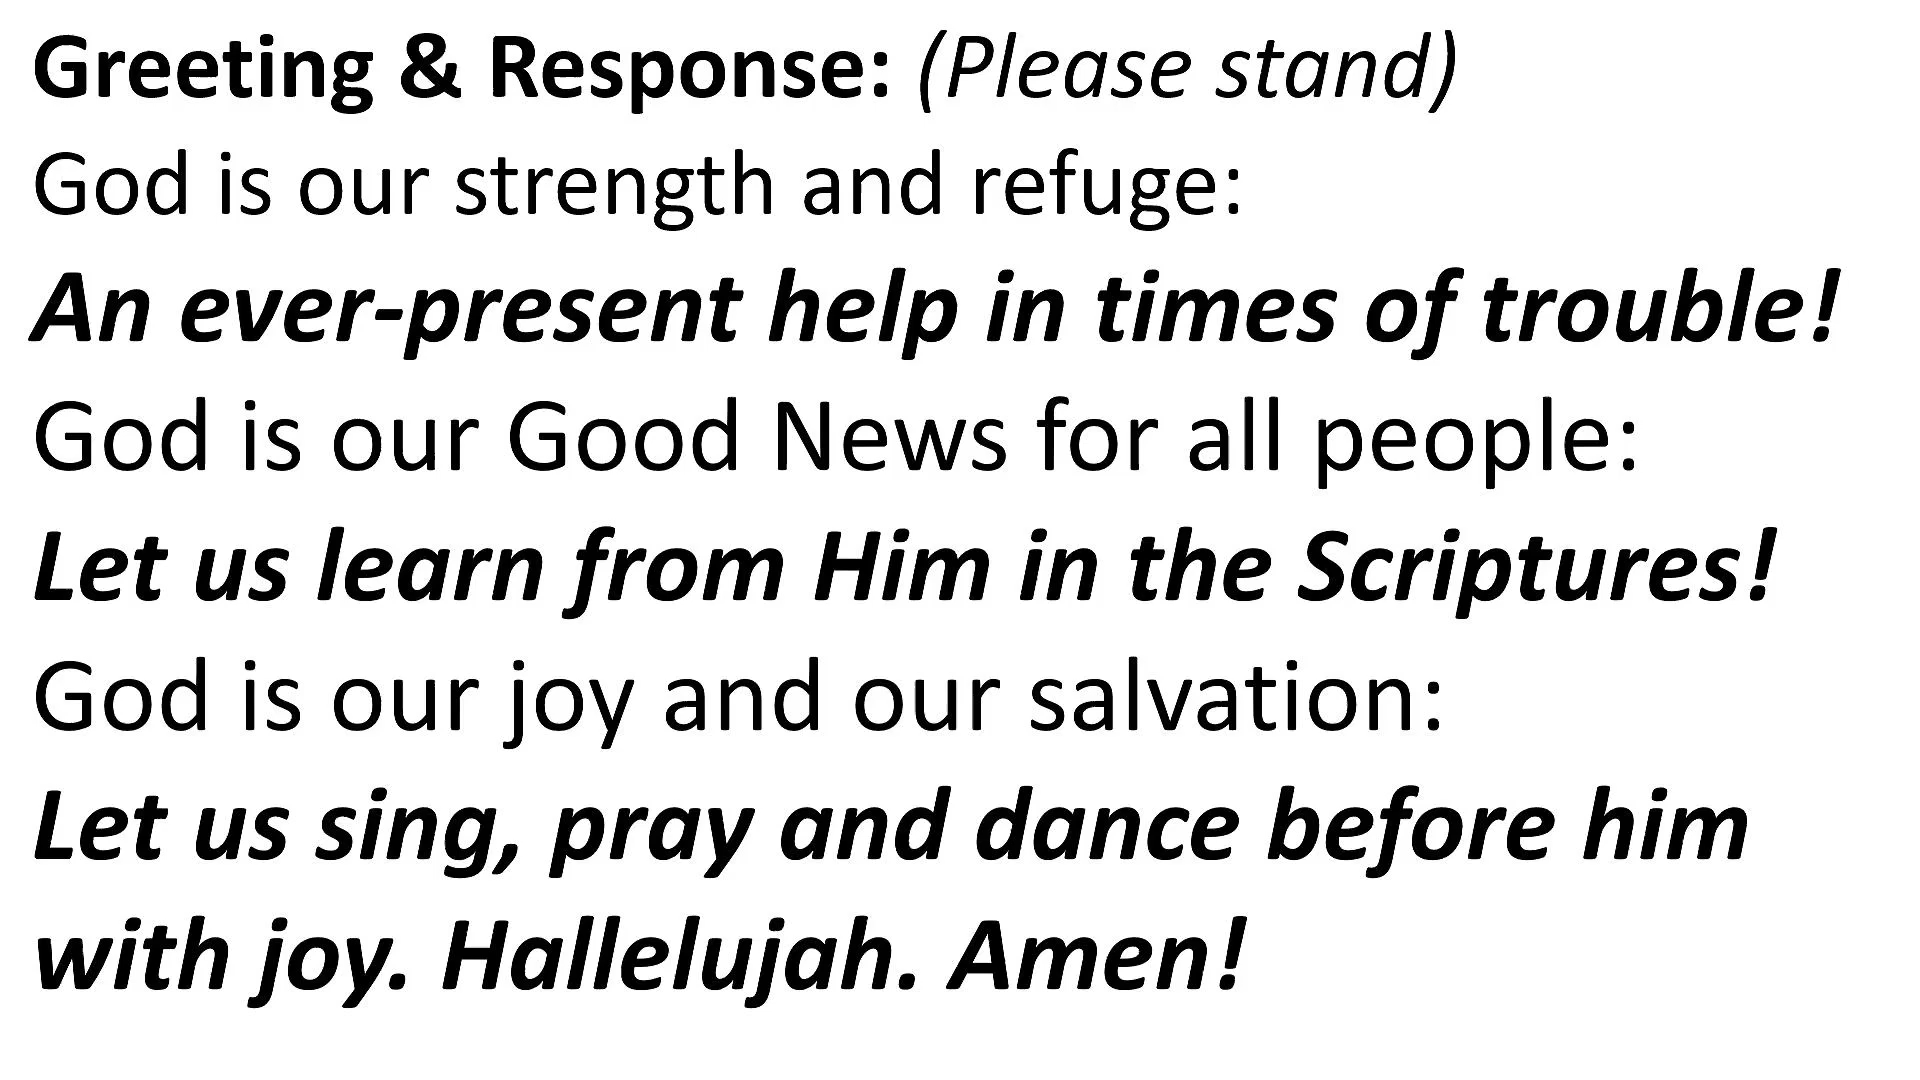 Greeting & Response: (Please stand)
God is our strength and refuge:
An ever-present help in times of trouble!
God is our Good News for all people:
Let us learn from Him in the Scriptures!
God is our joy and our salvation:
Let us sing, pray and dance before him
with joy. Hallelujah. Amen!